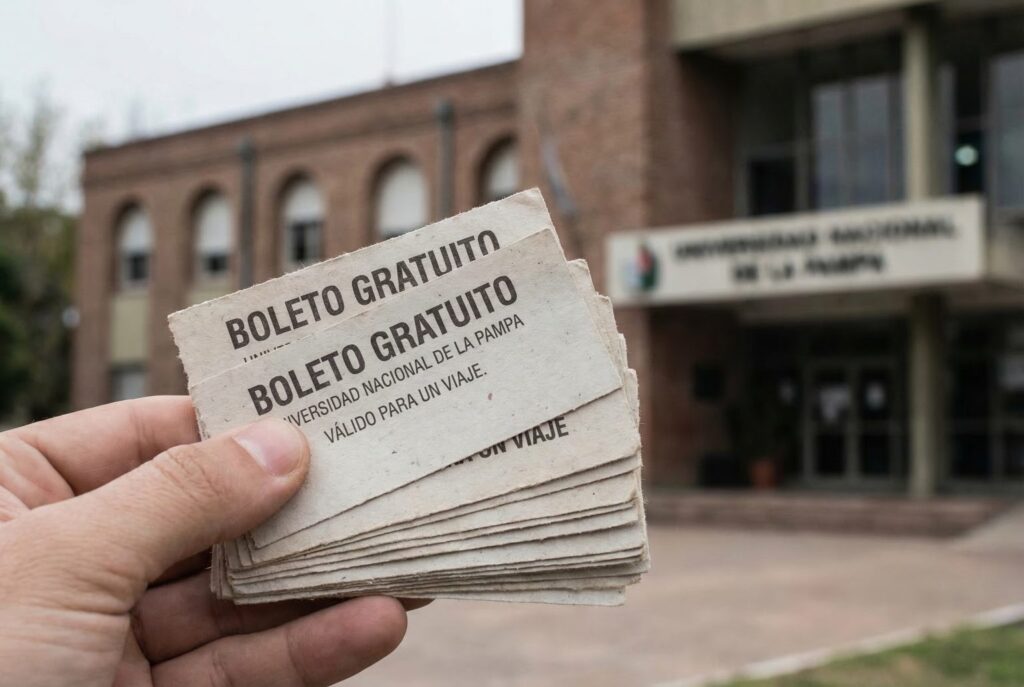 BOLETO GRATUITO
BOLETO GRATUITO
UNIVERSIDAD NACIONAL DE LA PAMPA
VÁLIDO PARA UN VIAJE.
UN VIAJE
UNIVERSIDAD NACIONAL
DE LA PAMPA